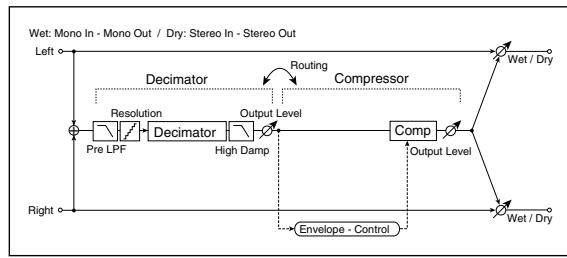 Wet: Mono In - Mono Out / Dry: Stereo In - Stereo Out
Left
Wet / Dry
Routing
Decimator
Compressor
Resolution
Output Level
Decimator
Comp
Pre LPF
High Damp
Output Level
Right
Wet / Dry
Envelope - Control